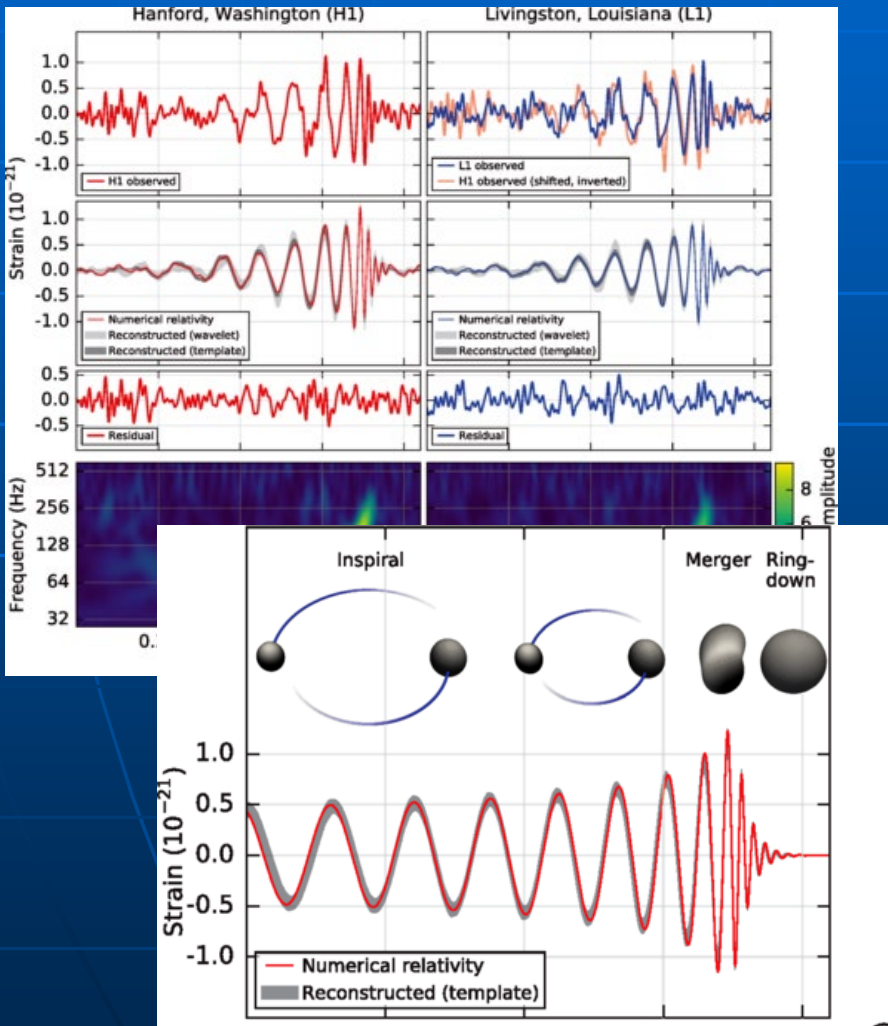 Hanford, Washington (H1)
Livingston, Louisiana (L1)
Strain (10⁻²¹)
1.0
0.5
0.0
-0.5
-1.0
H1 observed
L1 observed
H1 observed (shifted, inverted)
1.0
0.5
0.0
-0.5
-1.0
Numerical relativity
Reconstructed (wavelet)
Reconstructed (template)
Numerical relativity
Reconstructed (wavelet)
Reconstructed (template)
0.5
0.0
-0.5
Residual
Residual
Frequency (Hz)
512
256
128
64
32
8
6
mplitude
0.
Inspiral
Merger
Ring-
down
Strain (10⁻²¹)
1.0
0.5
0.0
-0.5
-1.0
Numerical relativity
Reconstructed (template)